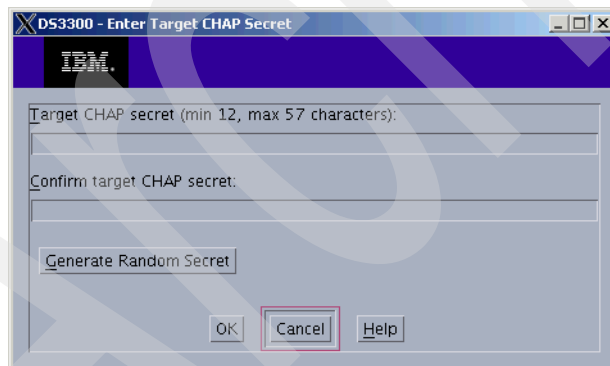 DS3300 - Enter Target CHAP Secret
IBM.
Target CHAP secret (min 12, max 57 characters):
Confirm target CHAP secret:
Generate Random Secret
OK Cancel Help